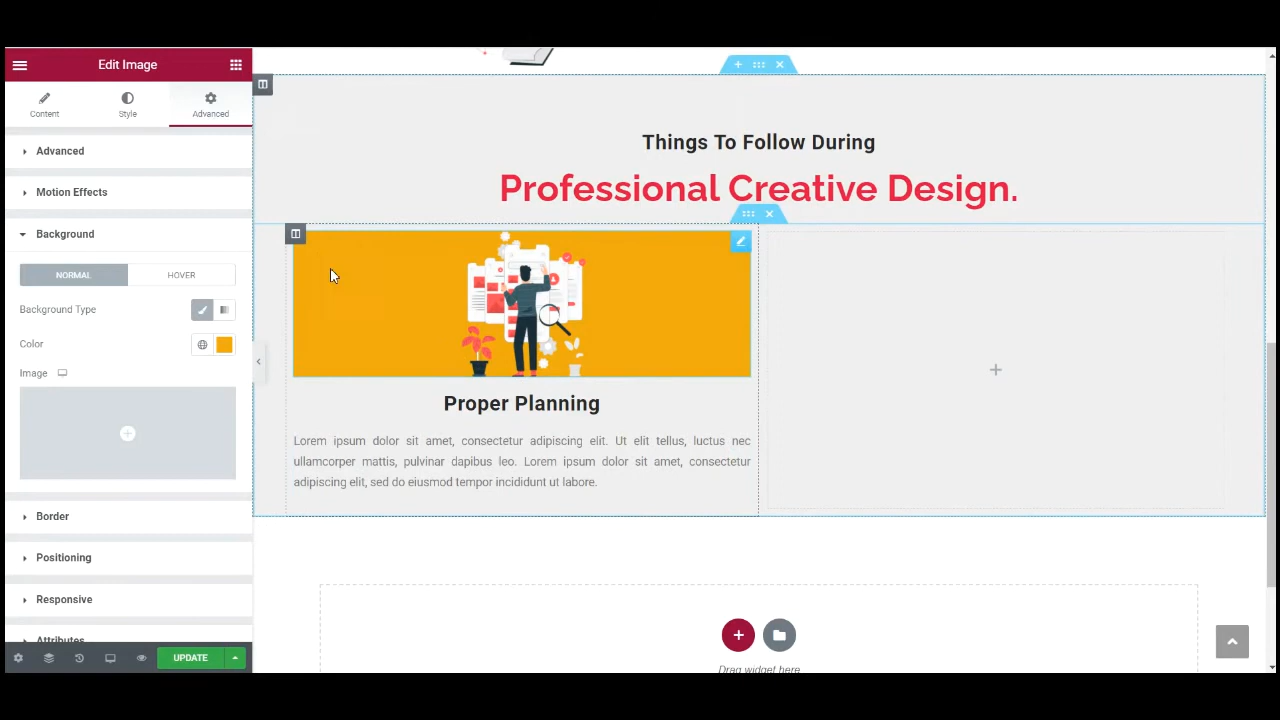 Edit Image
Content
Style
Advanced
Advanced
Motion Effects
Background
NORMAL
HOVER
Background Type
Color
Image
Border
Positioning
Responsive
Attributes
UPDATE
Things To Follow During
Professional Creative Design.
Proper Planning
Lorem ipsum dolor sit amet, consectetur adipiscing elit. Ut elit tellus, luctus nec
ullamcorper mattis, pulvinar dapibus leo. Lorem ipsum dolor sit amet, consectetur
adipiscing elit, sed do eiusmod tempor incididunt ut labore.
Drag widget here